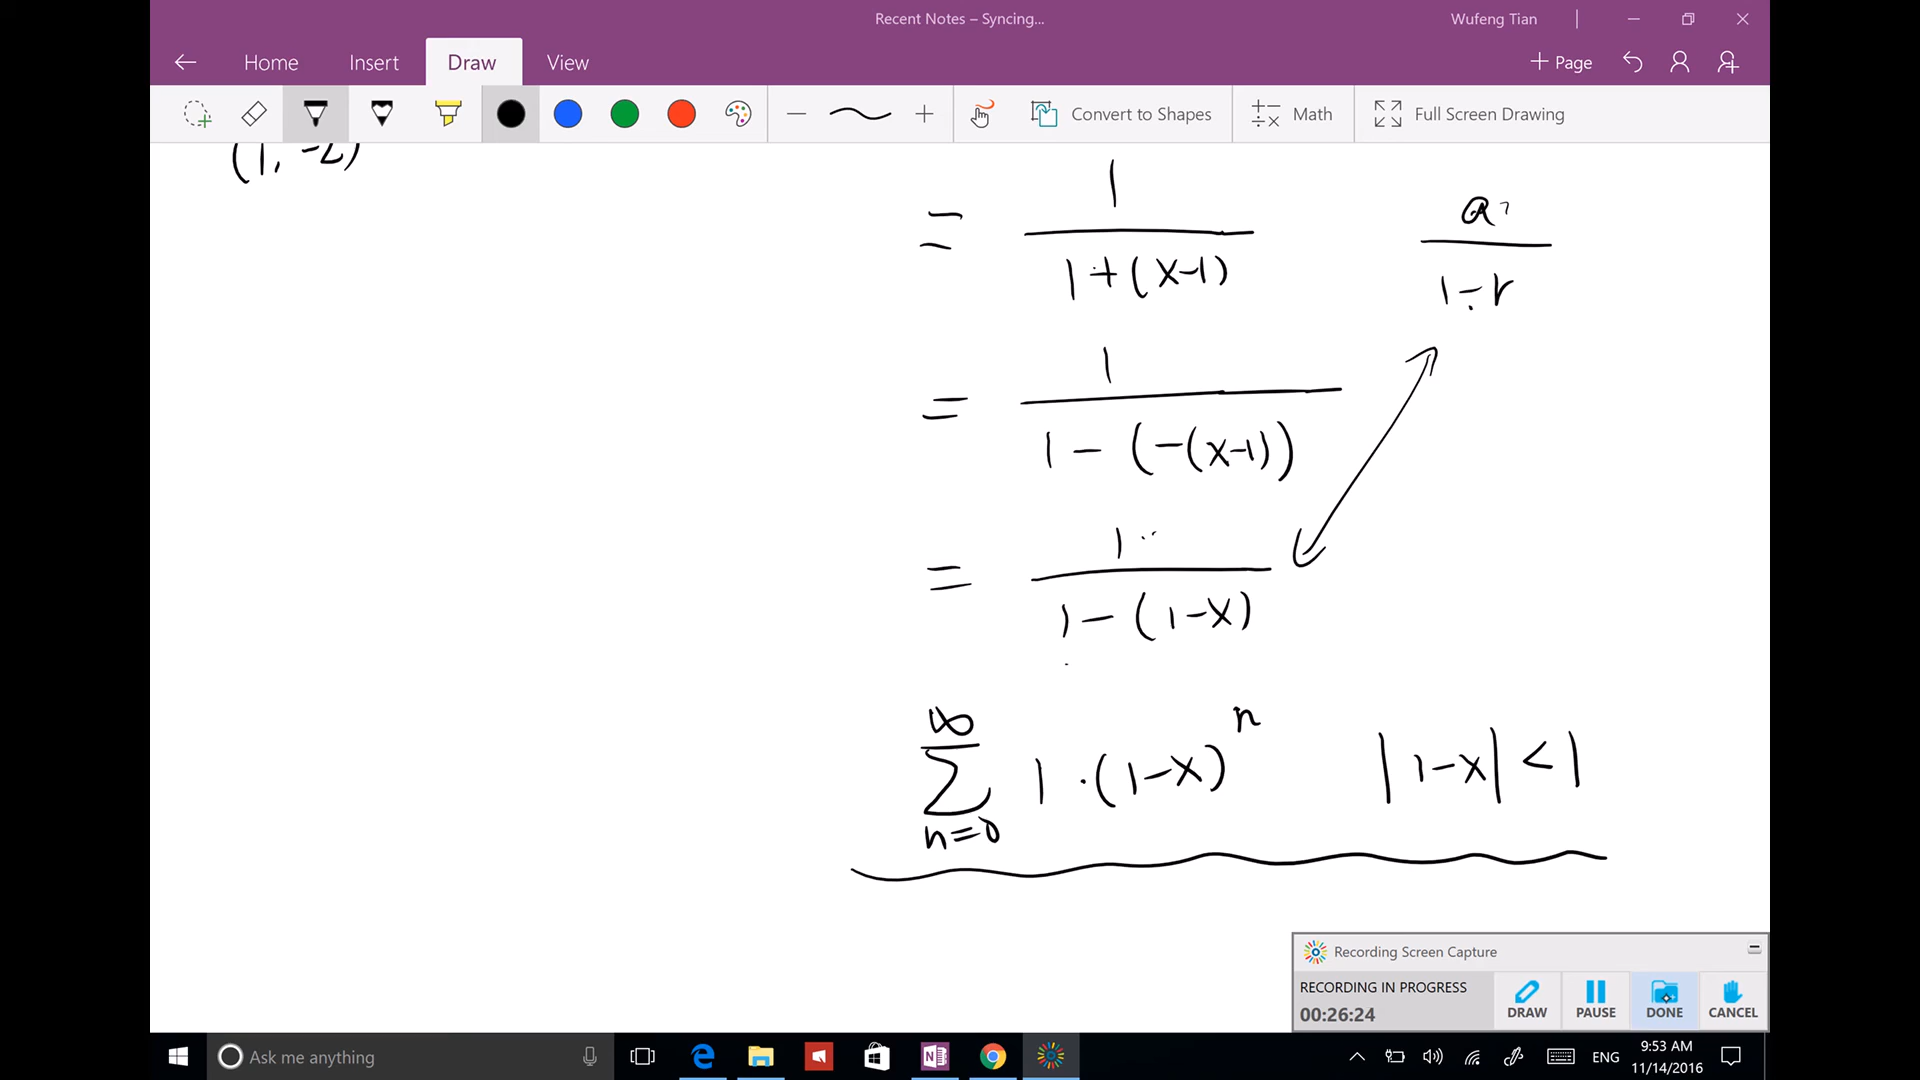 Recent Notes – Syncing...
Wufeng Tian
Home Insert Draw View
Page
Convert to Shapes
Math
Full Screen Drawing
(1, -2)
= 1 / 1+(x-1)
a / 1-r
= 1 / 1-(-(x-1))
= 1 / 1-(1-x)
∞
∑ 1·(1-x)^n |1-x|<1
n=0
Recording Screen Capture
RECORDING IN PROGRESS
00:26:24
DRAW PAUSE DONE CANCEL
Ask me anything
ENG
9:53 AM
11/14/2016